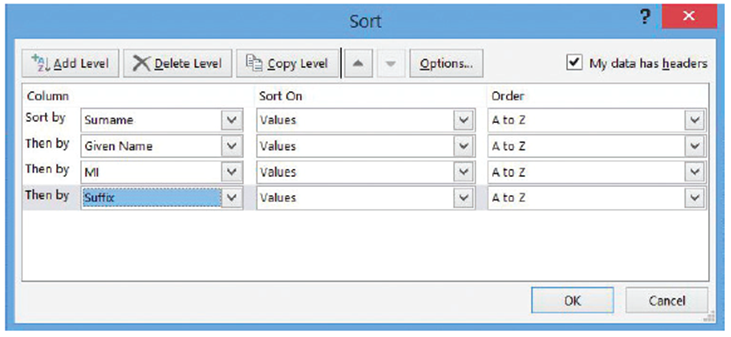 Sort ?
Add Level Delete Level Copy Level Options... My data has headers
Column Sort On Order
Sort by Surname Values A to Z
Then by Given Name Values A to Z
Then by MI Values A to Z
Then by Suffix Values A to Z
OK Cancel